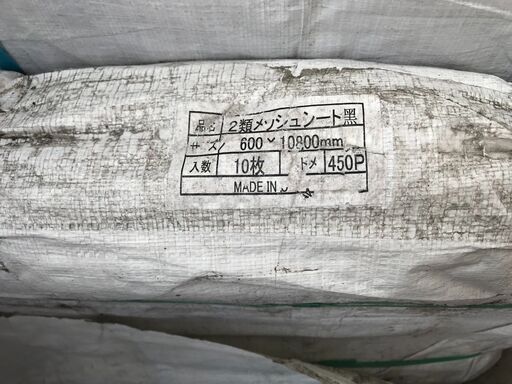 品名 2類メッシュシート黒
サイズ 600×10800mm
入数 10枚 ハトメ 450P
MADE IN